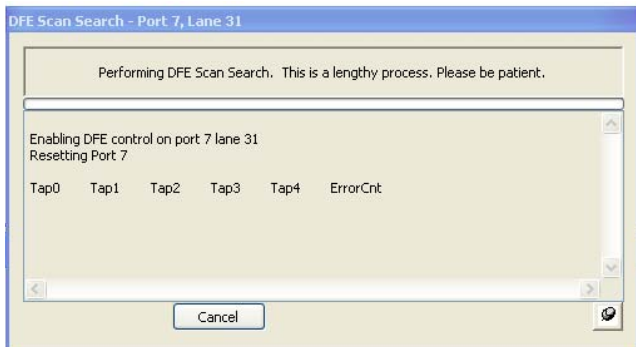 DFE Scan Search - Port 7, Lane 31
Performing DFE Scan Search. This is a lengthy process. Please be patient.
Enabling DFE control on port 7 lane 31
Resetting Port 7
Tap0 Tap1 Tap2 Tap3 Tap4 ErrorCnt
Cancel